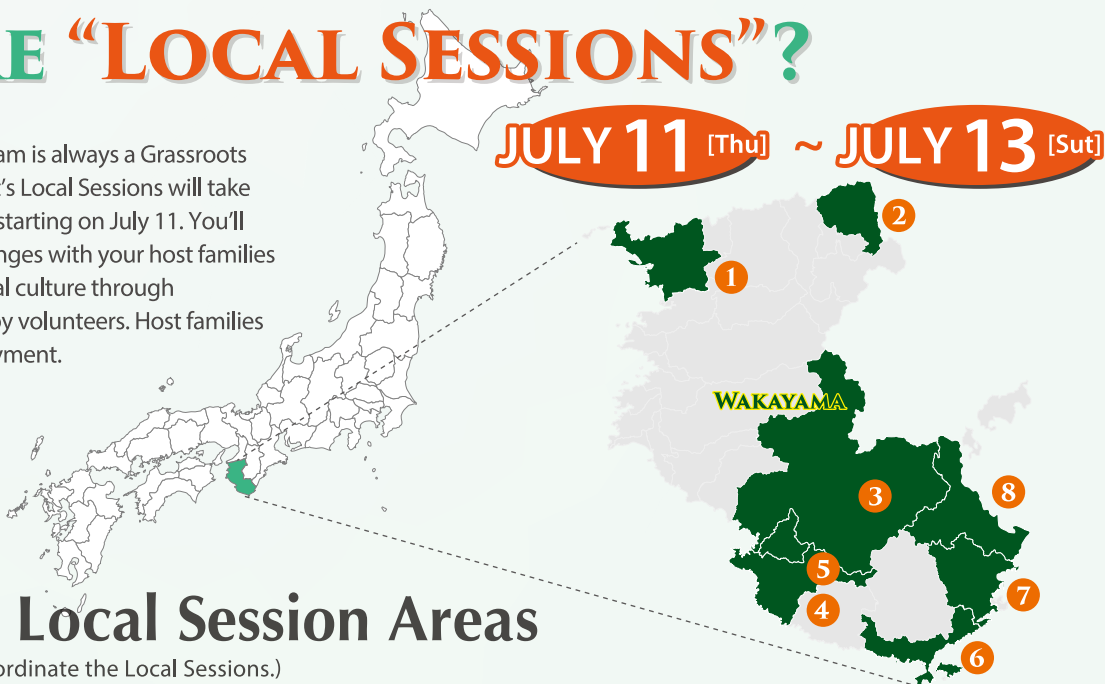 RE “LOCAL SESSIONS”?
JULY 11 [Thu] ~ JULY 13 [Sut]
am is always a Grassroots
t’s Local Sessions will take
starting on July 11. You’ll
nges with your host families
al culture through
by volunteers. Host families
yment.
WAKAYAMA
1
2
3
8
5
4
7
6
Local Session Areas
ordinate the Local Sessions.)